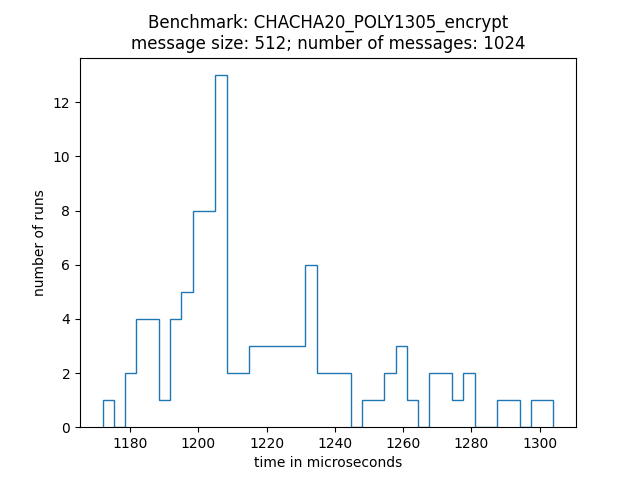 Benchmark: CHACHA20_POLY1305_encrypt
message size: 512; number of messages: 1024
12
10
8
6
4
2
0
number of runs
1180 1200 1220 1240 1260 1280 1300
time in microseconds